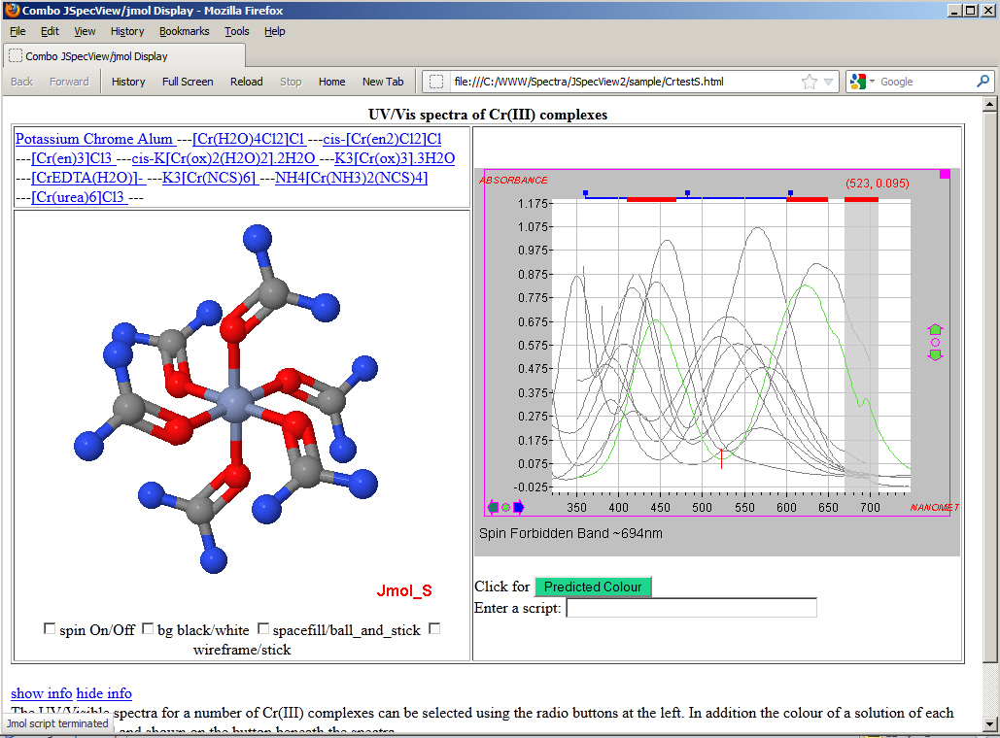 Combo JSpecView/jmol Display - Mozilla Firefox
File Edit View History Bookmarks Tools Help
Combo JSpecView/jmol Display
Back Forward History Full Screen Reload Stop Home New Tab file:///C:/WWW/Spectra/JSpecView2/sample/CrtestS.html Google
UV/Vis spectra of Cr(III) complexes
Potassium Chrome Alum ---[Cr(H2O)4Cl2]Cl ---cis-[Cr(en2)Cl2]Cl
---[Cr(en)3]Cl3 ---cis-K[Cr(ox)2(H2O)2].2H2O ---K3[Cr(ox)3].3H2O
---[CrEDTA(H2O)]- ---K3[Cr(NCS)6] ---NH4[Cr(NH3)2(NCS)4]
---[Cr(urea)6]Cl3 ---
Jmol_S
spin On/Off bg black/white spacefill/ball_and_stick
wireframe/stick
ABSORBANCE (523, 0.095)
1.175
1.075
0.975
0.875
0.775
0.675
0.575
0.475
0.375
0.275
0.175
0.075
-0.025
350 400 450 500 550 600 650 700
NANOMET
Spin Forbidden Band ~694nm
Click for Predicted Colour
Enter a script:
show info hide info
The UV/Visible spectra for a number of Cr(III) complexes can be selected using the radio buttons at the left. In addition the colour of a solution of each
Jmol script terminated
and shown on the button beneath the spectra